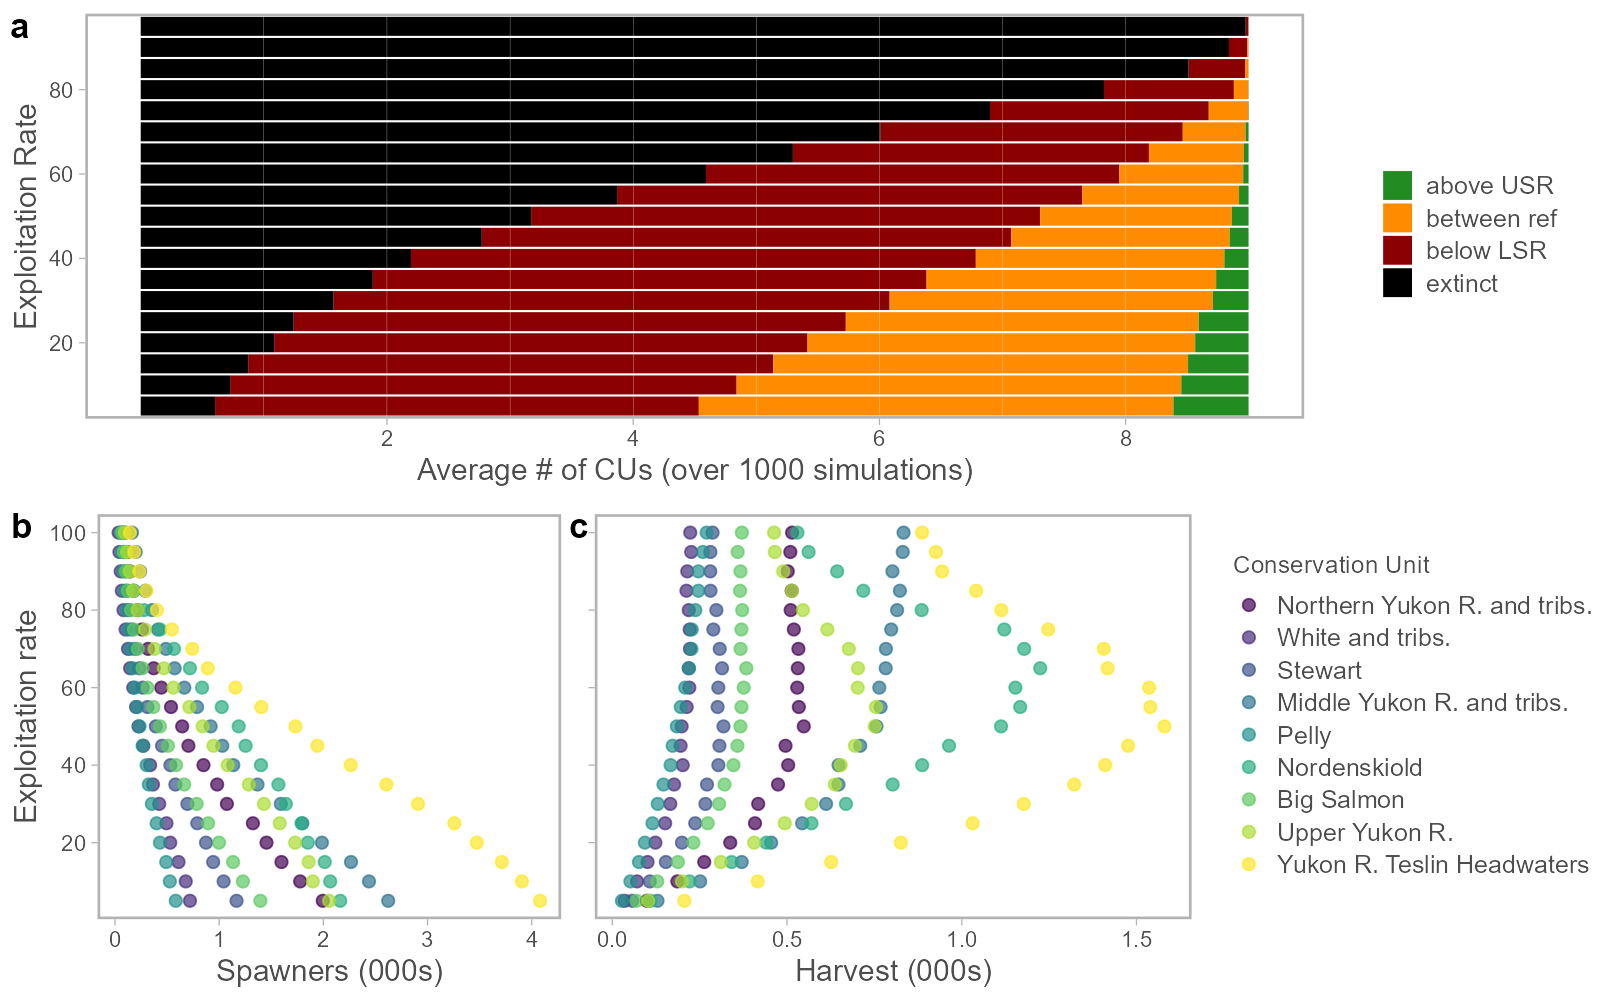 a
Exploitation Rate
80
60
40
20
2 4 6 8
Average # of CUs (over 1000 simulations)
above USR
between ref
below LSR
extinct
b
Exploitation rate
100
80
60
40
20
0 1 2 3 4
Spawners (000s)
c
0.0 0.5 1.0 1.5
Harvest (000s)
Conservation Unit
Northern Yukon R. and tribs.
White and tribs.
Stewart
Middle Yukon R. and tribs.
Pelly
Nordenskiold
Big Salmon
Upper Yukon R.
Yukon R. Teslin Headwaters